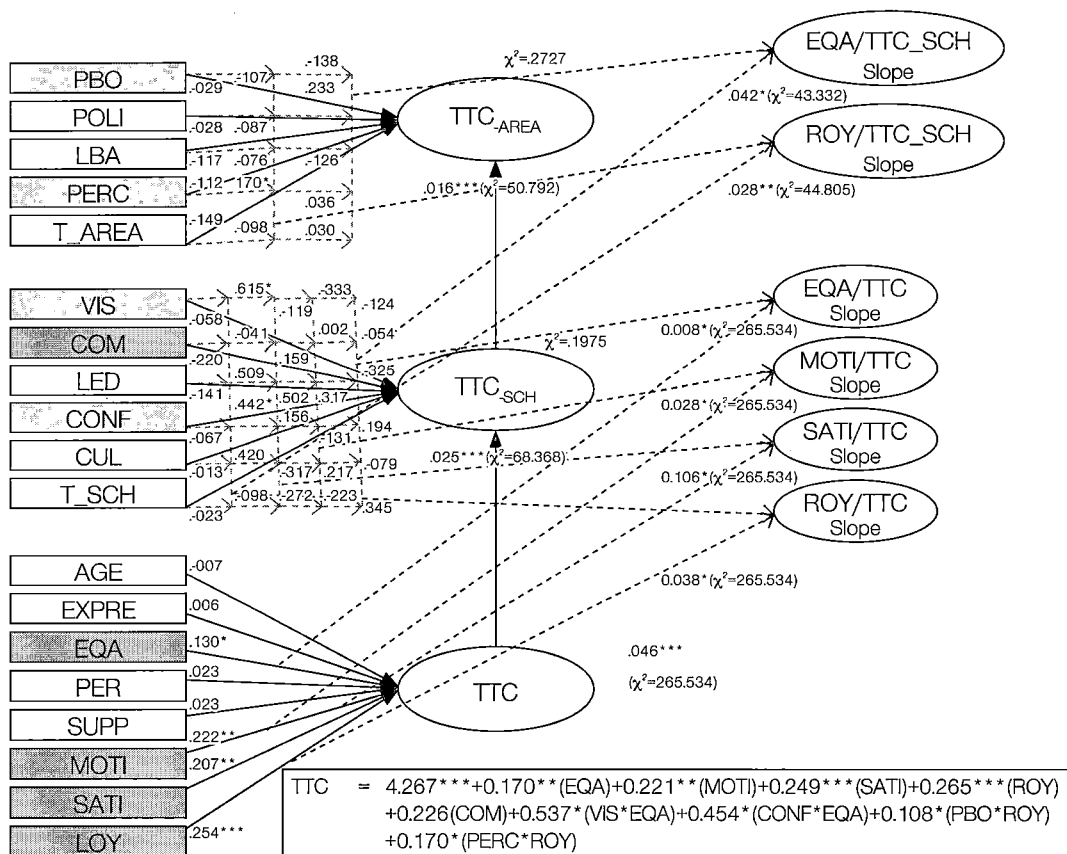 PBO
POLI
LBA
PERC
T_AREA
-.029
-.107
-.138
.233
.-028
.-087
.-117
.-076
.-126
.-112
.170*
.036
.-149
.-098
.030
TTC-AREA
χ²=.2727
EQA/TTC_SCH
Slope
.042*(χ²=43.332)
ROY/TTC_SCH
Slope
.016***(χ²=50.792)
.028**(χ²=44.805)
VIS
COM
LED
CONF
CUL
T_SCH
.615*
.-333
.-124
.-119
.-058
.-041
.002
.-054
.-220
.159
.-325
.509
.-141
.442*
.502
.317
.156
.194
.-067
.-131
.420
.-013
.-317
.217
.-079
.-098
.-272
.-223
.345
.-023
TTC-SCH
χ²=.1975
EQA/TTC
Slope
0.008*(χ²=265.534)
MOTI/TTC
Slope
0.028*(χ²=265.534)
SATI/TTC
Slope
.025***(χ²=68.368)
0.106*(χ²=265.534)
ROY/TTC
Slope
0.038*(χ²=265.534)
AGE
.-007
EXPRE
.006
EQA
.130*
PER
.023
SUPP
.023
MOTI
.222**
SATI
.207**
LOY
.254***
TTC
.046***
(χ²=265.534)
TTC = 4.267***+0.170**(EQA)+0.221**(MOTI)+0.249***(SATI)+0.265***(ROY)
+0.226(COM)+0.537*(VIS*EQA)+0.454*(CONF*EQA)+0.108*(PBO*ROY)
+0.170*(PERC*ROY)